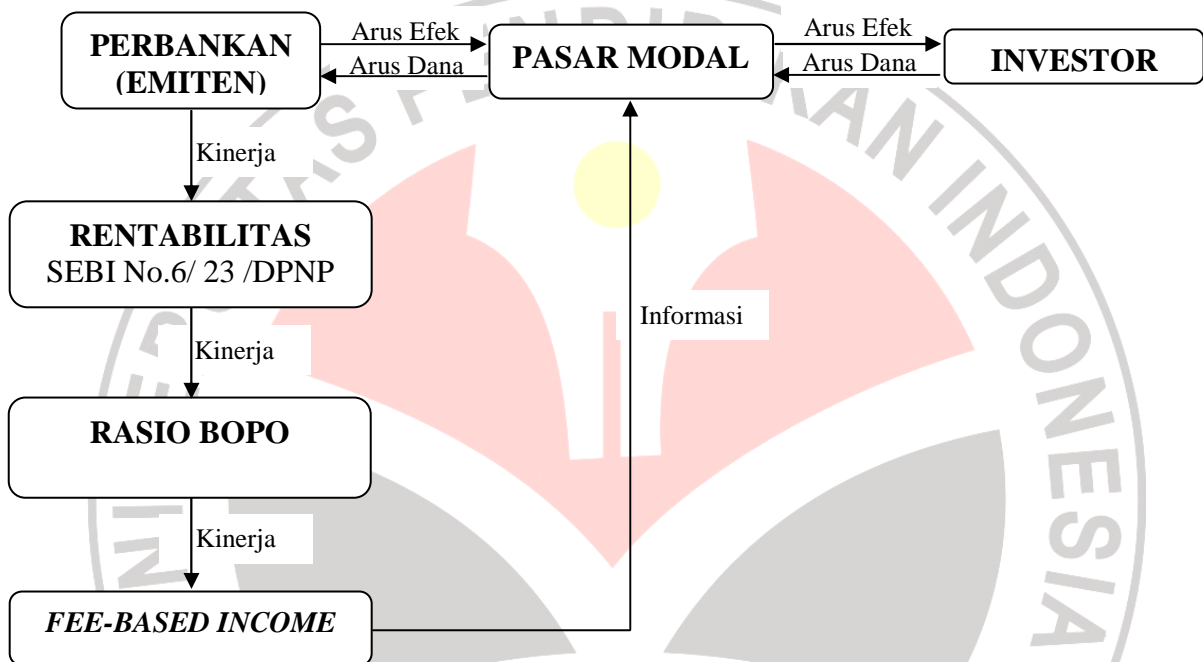 PERBANKAN
(EMITEN)
Arus Efek
Arus Dana
PASAR MODAL
Arus Efek
Arus Dana
INVESTOR
Kinerja
RENTABILITAS
SEBI No.6/ 23 /DPNP
Informasi
Kinerja
RASIO BOPO
Kinerja
FEE-BASED INCOME
INDONESIA